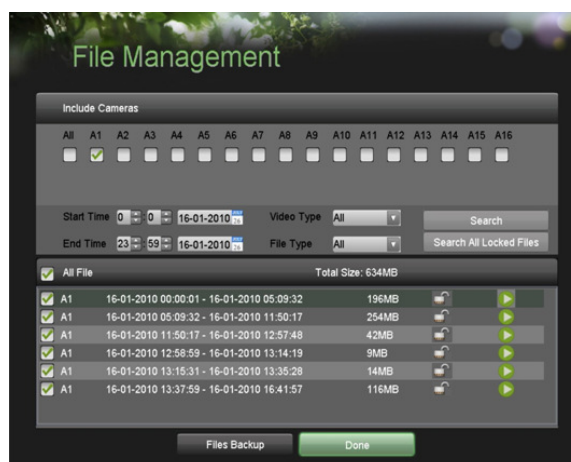 File Management
Include Cameras
All A1 A2 A3 A4 A5 A6 A7 A8 A9 A10 A11 A12 A13 A14 A15 A16
Start Time 0 : 0 16-01-2010 Video Type All Search
End Time 23 : 59 16-01-2010 File Type All Search All Locked Files
All File Total Size: 634MB
A1 16-01-2010 00:00:01 - 16-01-2010 05:09:32 196MB
A1 16-01-2010 05:09:32 - 16-01-2010 11:50:17 254MB
A1 16-01-2010 11:50:17 - 16-01-2010 12:57:48 42MB
A1 16-01-2010 12:58:59 - 16-01-2010 13:14:19 9MB
A1 16-01-2010 13:15:31 - 16-01-2010 13:35:28 14MB
A1 16-01-2010 13:37:59 - 16-01-2010 16:41:57 116MB
Files Backup Done